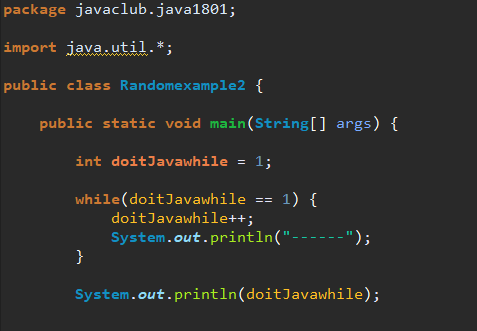 package javaclub.java1801;
import java.util.*;
public class Randomexample2 {
public static void main(String[] args) {
int doitJavawhile = 1;
while(doitJavawhile == 1) {
doitJavawhile++;
System.out.println("------");
}
System.out.println(doitJavawhile);